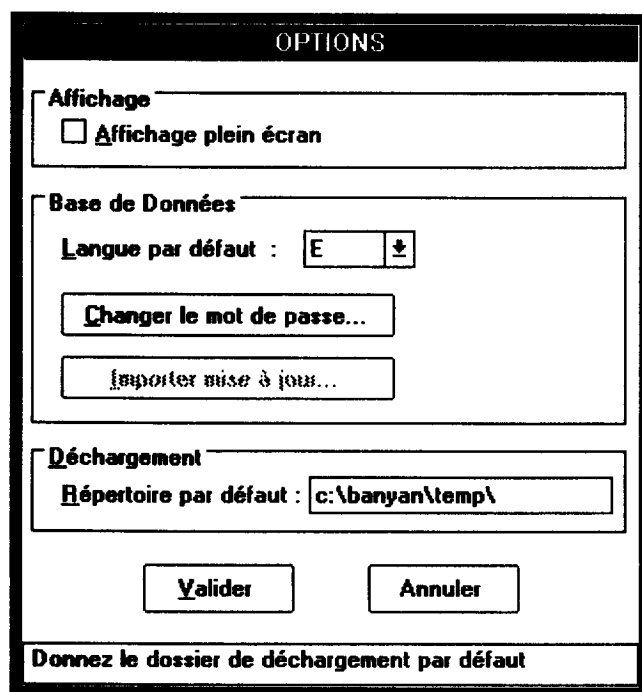 OPTIONS
Affichage
Affichage plein écran
Base de Données
Langue par défaut : E
Changer le mot de passe...
Importer mise à jour...
Déchargement
Répertoire par défaut : c:\banyan\temp\
Valider Annuler
Donnez le dossier de déchargement par défaut